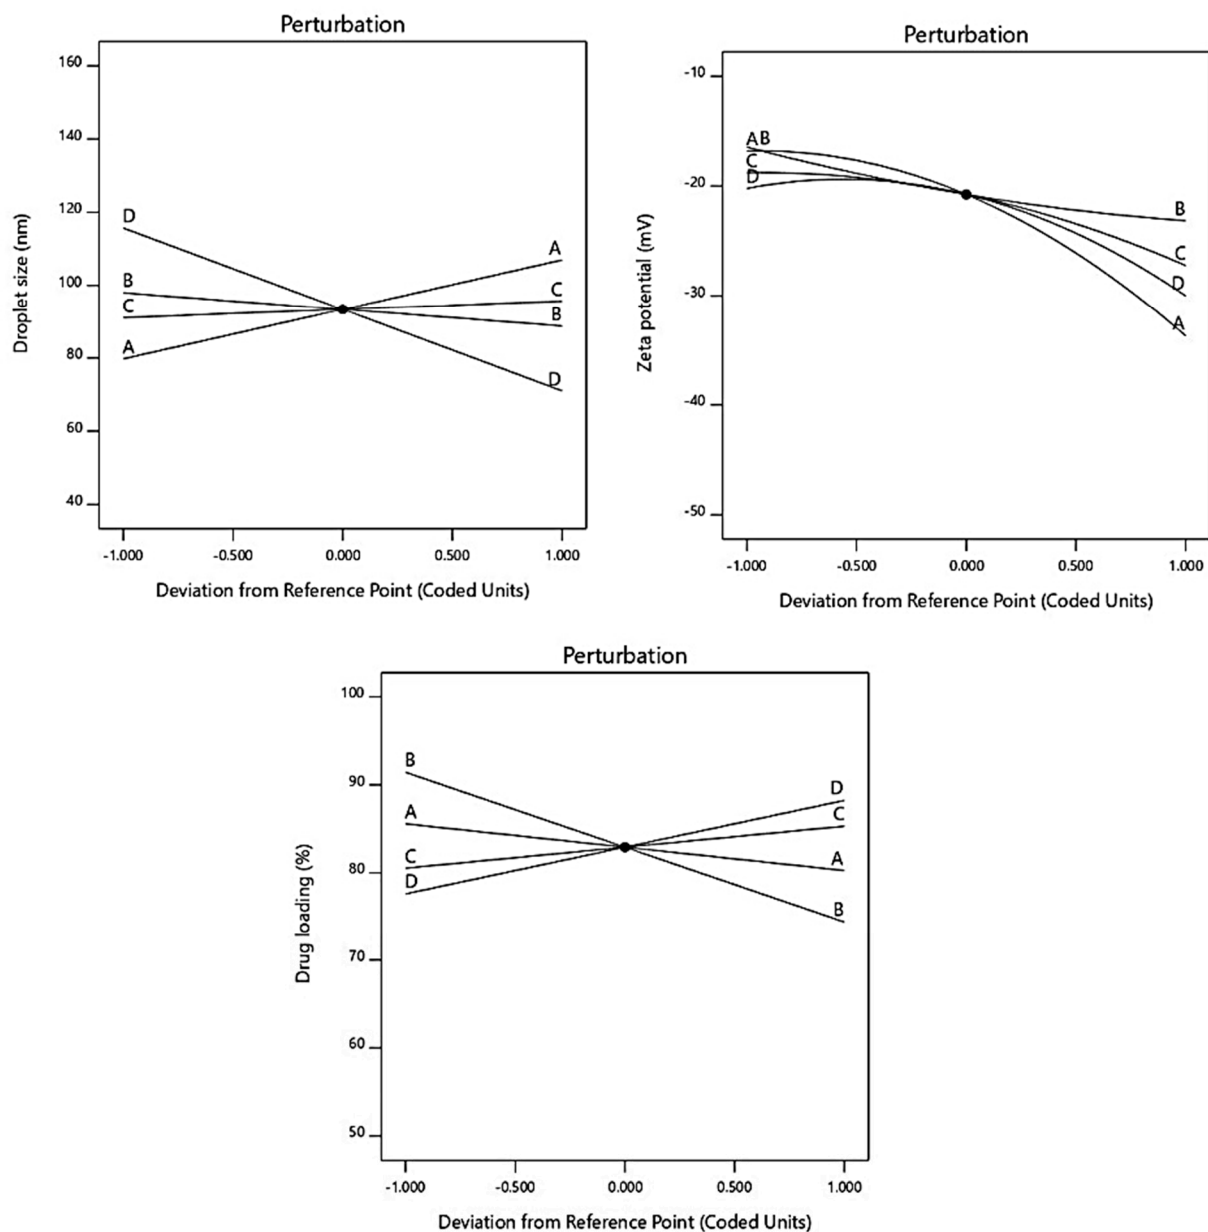 Perturbation
160
140
120
100
80
60
40
Droplet size (nm)
D
B
C
A
A
C
B
D
-1.000
-0.500
0.000
0.500
1.000
Deviation from Reference Point (Coded Units)
Perturbation
-10
-20
-30
-40
-50
Zeta potential (mV)
AB
C
D
B
C
D
A
-1.000
-0.500
0.000
0.500
1.000
Deviation from Reference Point (Coded Units)
Perturbation
100
90
80
70
60
50
Drug loading (%)
B
A
C
D
D
C
A
B
-1.000
-0.500
0.000
0.500
1.000
Deviation from Reference Point (Coded Units)